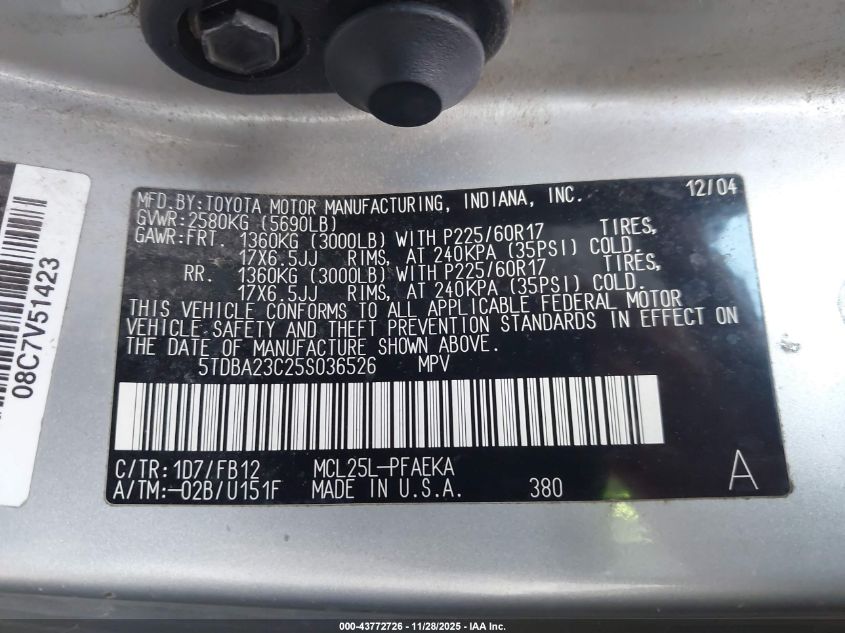 MFD.BY:TOYOTA MOTOR MANUFACTURING, INDIANA, INC. 12/04
GVWR:2580KG (5690LB)
GAWR:FRT. 1360KG (3000LB) WITH P225/60R17 TIRES,
17X6.5JJ RIMS, AT 240KPA (35PSI) COLD.
RR. 1360KG (3000LB) WITH P225/60R17 TIRES,
17X6.5JJ RIMS, AT 240KPA (35PSI) COLD.
THIS VEHICLE CONFORMS TO ALL APPLICABLE FEDERAL MOTOR
VEHICLE SAFETY AND THEFT PREVENTION STANDARDS IN EFFECT ON
THE DATE OF MANUFACTURE SHOWN ABOVE.
5TDBA23C25S036526 MPV
C/TR:1D7/FB12 MCL25L-PFAEKA
A/TM:-02B/U151F MADE IN U.S.A. 380
A
08C7V51423
000-43772726 - 11/28/2025 - IAA Inc.